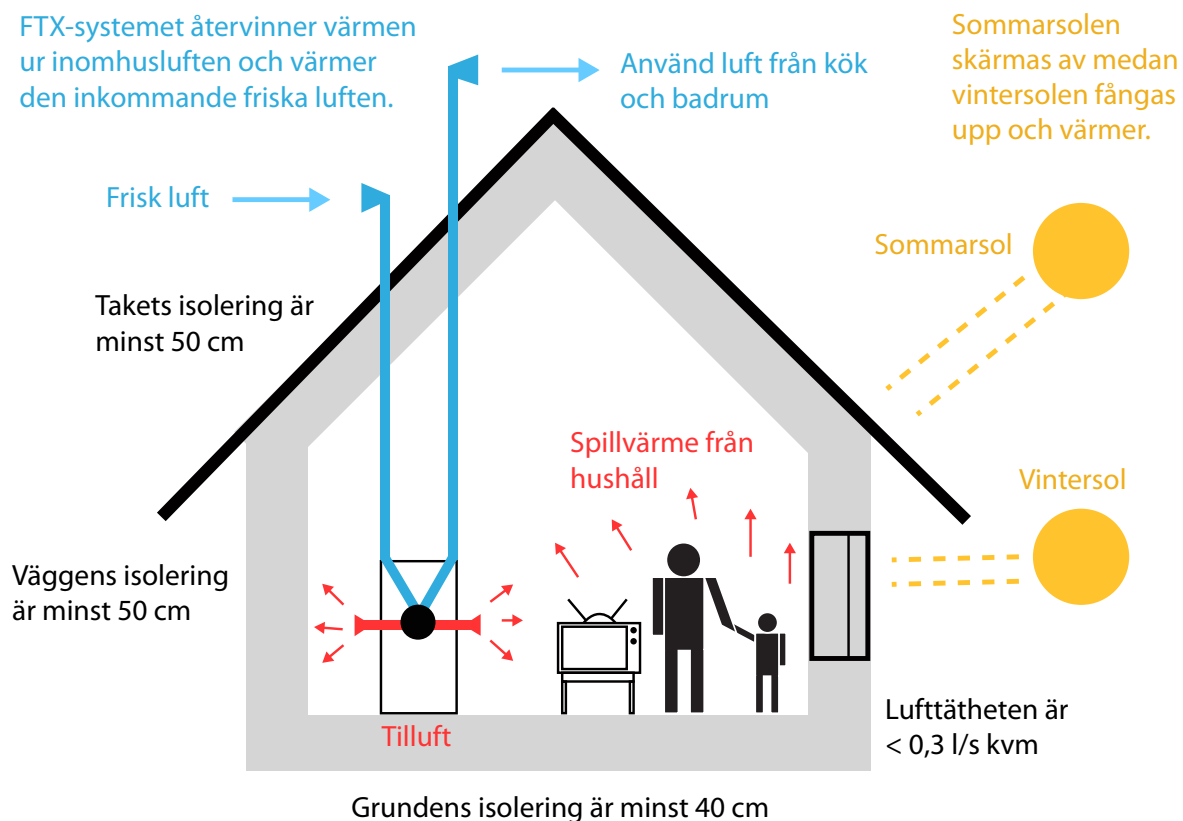 FTX-systemet återvinner värmen
ur inomhusluften och värmer
den inkommande friska luften.
Använd luft från kök
och badrum
Sommarsolen
skärmas av medan
vintersolen fångas
upp och värmer.
Frisk luft
Sommarsol
Takets isolering är
minst 50 cm
Spillvärme från
hushåll
Vintersol
Väggens isolering
är minst 50 cm
Tilluft
Lufttätheten är
< 0,3 l/s kvm
Grundens isolering är minst 40 cm